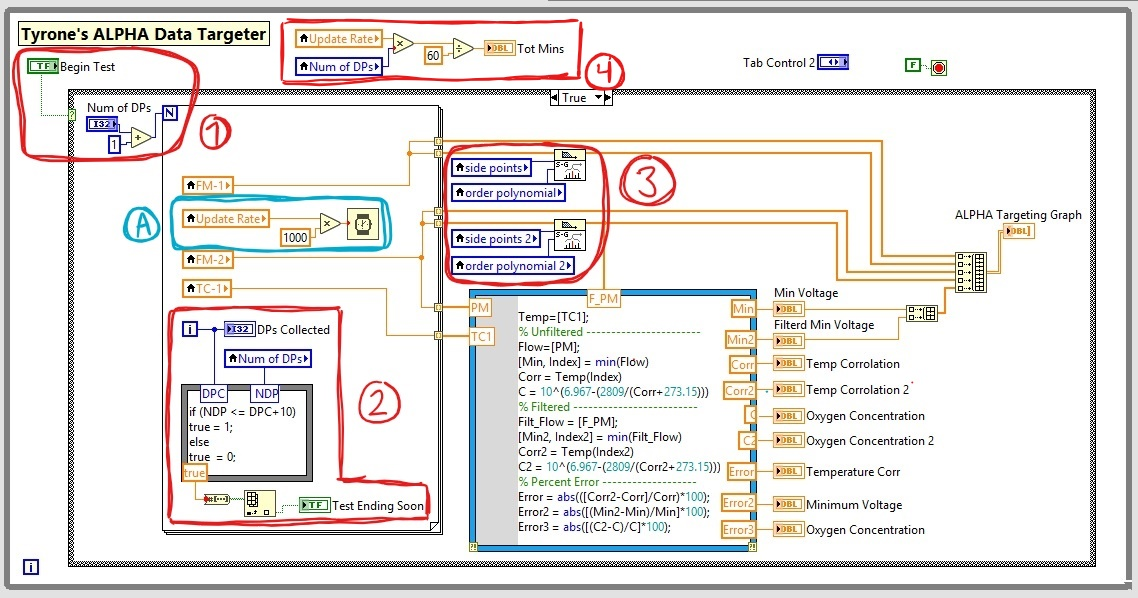 Tyrone's ALPHA Data Targeter
Update Rate
Num of DPs
60
DBL
Tot Mins
4
Tab Control 2
F
TF
Begin Test
True
?
Num of DPs
I32
1
N
1
FM-1
A
Update Rate
1000
FM-2
TC-1
side points
S-G
order polynomial
3
side points 2
S-G
order polynomial 2
ALPHA Targeting Graph
DBL]
i
I32
DPs Collected
Num of DPs
DPC
NDP
if (NDP <= DPC+10)
true = 1;
else
true = 0;
true
2
TF
Test Ending Soon
F_PM
PM
TC1
Temp=[TC1];
% Unfiltered ----------------------
Flow=[PM];
[Min, Index] = min(Flow)
Corr = Temp(Index)
C = 10^(6.967-(2809/(Corr+273.15)))
% Filtered ------------------------
Filt_Flow = [F_PM];
[Min2, Index2] = min(Filt_Flow)
Corr2 = Temp(Index2)
C2 = 10^(6.967-(2809/(Corr2+273.15)))
% Percent Error -------------------
Error = abs(([Corr2-Corr)/Corr)*100);
Error2 = abs([(Min2-Min)/Min]*100);
Error3 = abs([(C2-C)/C]*100);
Min
DBL
Min Voltage
Min2
DBL
Filterd Min Voltage
Corr
DBL
Temp Corrolation
Corr2
DBL
Temp Corrolation 2
C
DBL
Oxygen Concentration
C2
DBL
Oxygen Concentration 2
Error
DBL
Temperature Corr
Error2
DBL
Minimum Voltage
Error3
DBL
Oxygen Concentration
i